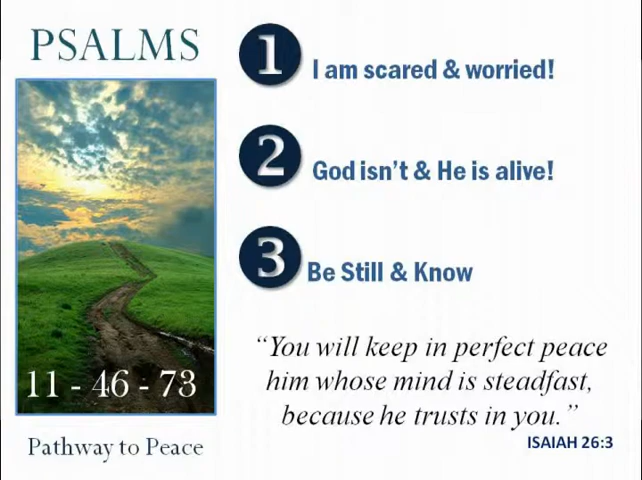 PSALMS
11 - 46 - 73
Pathway to Peace
1 I am scared & worried!
2 God isn't & He is alive!
3 Be Still & Know
“You will keep in perfect peace
him whose mind is steadfast,
because he trusts in you.”
ISAIAH 26:3